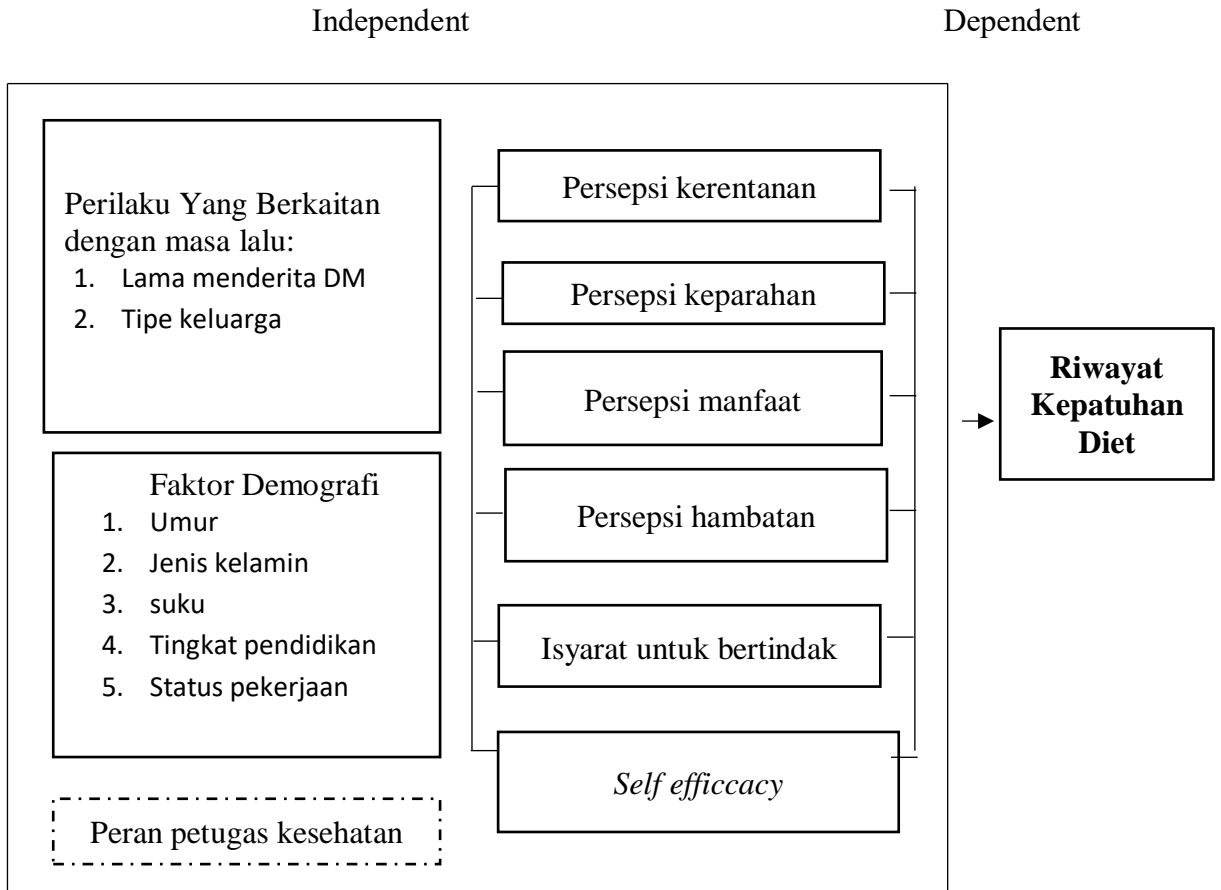 Independent
Dependent
Perilaku Yang Berkaitan
dengan masa lalu:
1. Lama menderita DM
2. Tipe keluarga
Faktor Demografi
1. Umur
2. Jenis kelamin
3. suku
4. Tingkat pendidikan
5. Status pekerjaan
Peran petugas kesehatan
Persepsi kerentanan
Persepsi keparahan
Persepsi manfaat
Persepsi hambatan
Isyarat untuk bertindak
Self efficcacy
Riwayat
Kepatuhan
Diet